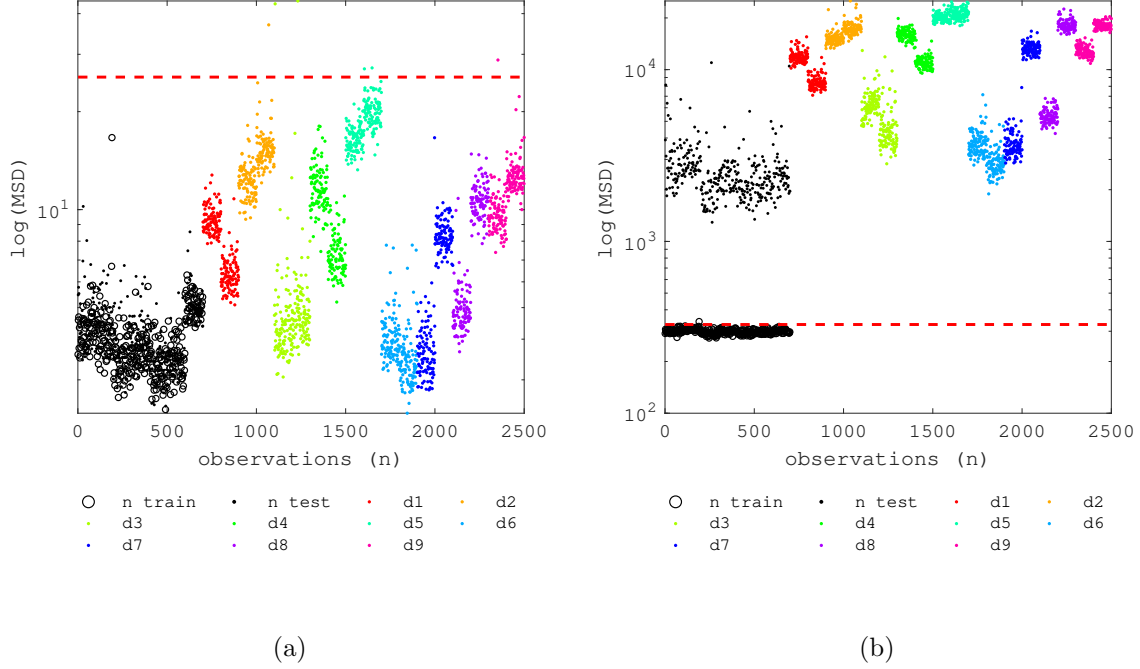 log(MSD)
10^1
0 500 1000 1500 2000 2500
observations (n)
n train n test d1 d2
d3 d4 d5 d6
d7 d8 d9
(a)
log(MSD)
10^4
10^3
10^2
0 500 1000 1500 2000 2500
observations (n)
n train n test d1 d2
d3 d4 d5 d6
d7 d8 d9
(b)